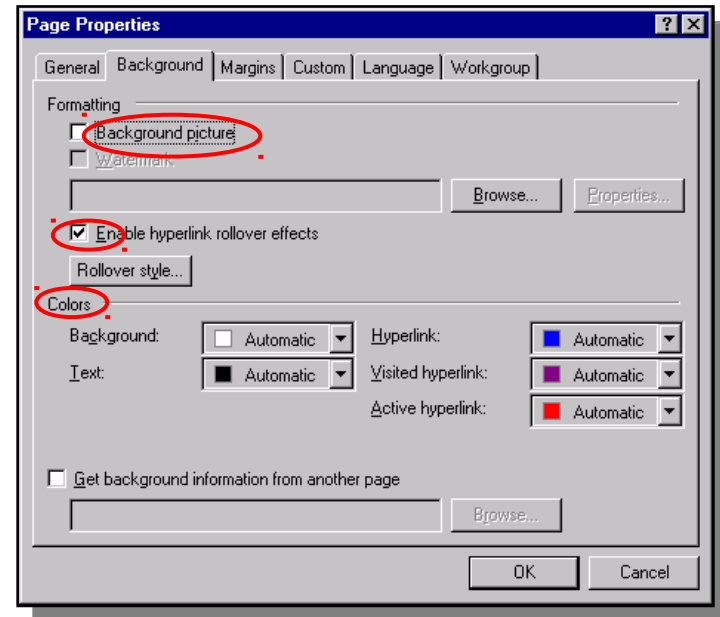 Page Properties
General Background Margins Custom Language Workgroup
Formatting
Background picture
Watermark
Browse... Properties...
Enable hyperlink rollover effects
Rollover style...
Colors
Background: Automatic Hyperlink: Automatic
Text: Automatic Visited hyperlink: Automatic
Active hyperlink: Automatic
Get background information from another page
Browse...
OK Cancel